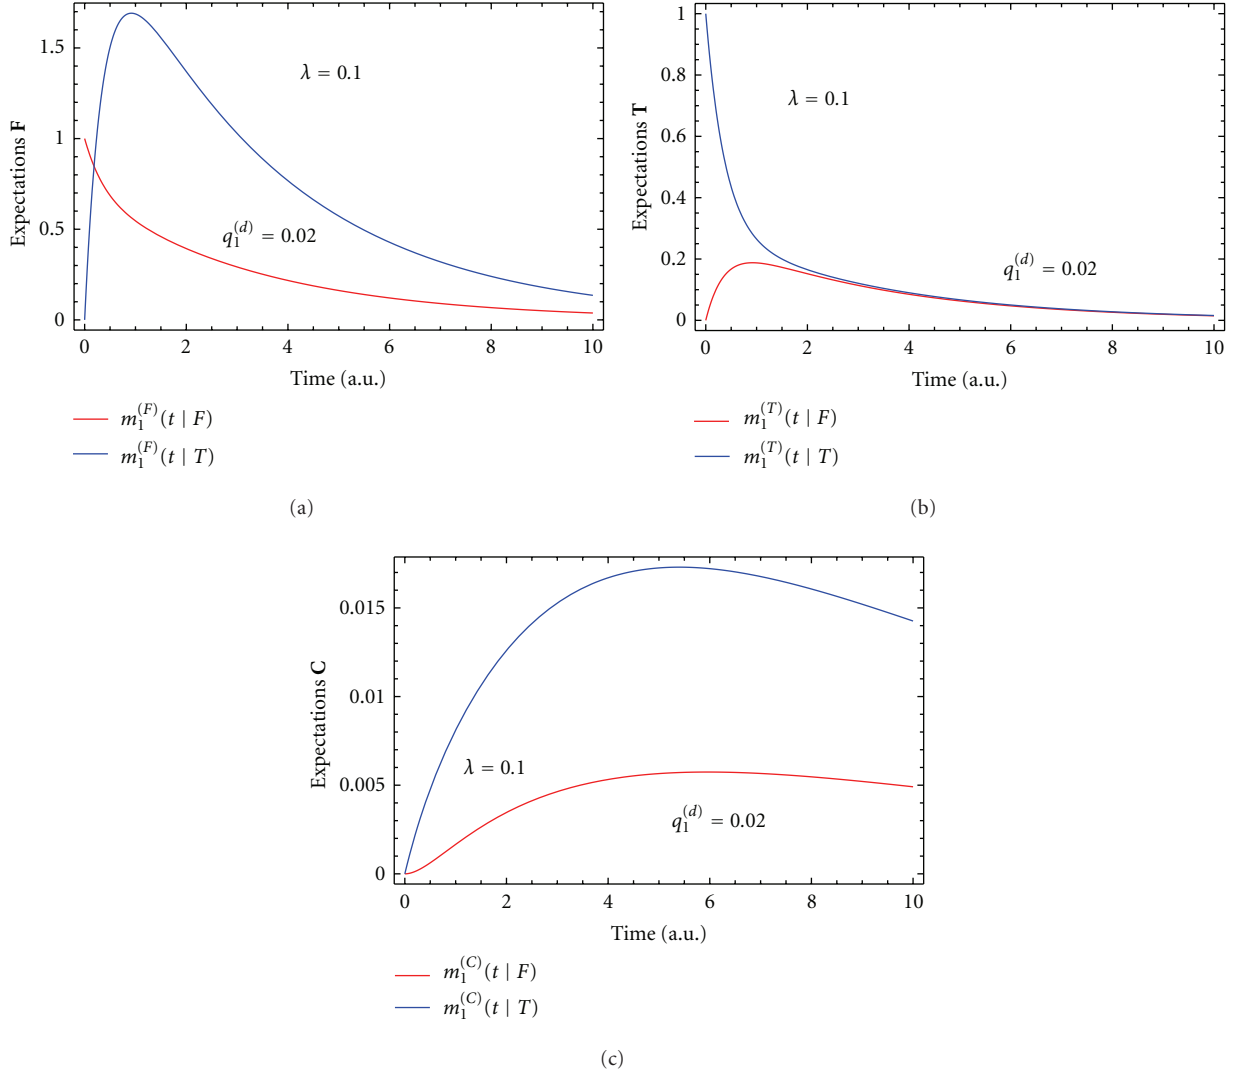 Expectations F
1.5
1
0.5
0
λ = 0.1
q₁⁽ᵈ⁾ = 0.02
0 2 4 6 8 10
Time (a.u.)
m₁⁽ᶠ⁾(t | F)
m₁⁽ᶠ⁾(t | T)
(a)
Expectations T
1
0.8
0.6
0.4
0.2
0
λ = 0.1
q₁⁽ᵈ⁾ = 0.02
0 2 4 6 8 10
Time (a.u.)
m₁⁽ᵀ⁾(t | F)
m₁⁽ᵀ⁾(t | T)
(b)
Expectations C
0.015
0.01
0.005
0
λ = 0.1
q₁⁽ᵈ⁾ = 0.02
0 2 4 6 8 10
Time (a.u.)
m₁^(C)(t | F)
m₁^(C)(t | T)
(c)